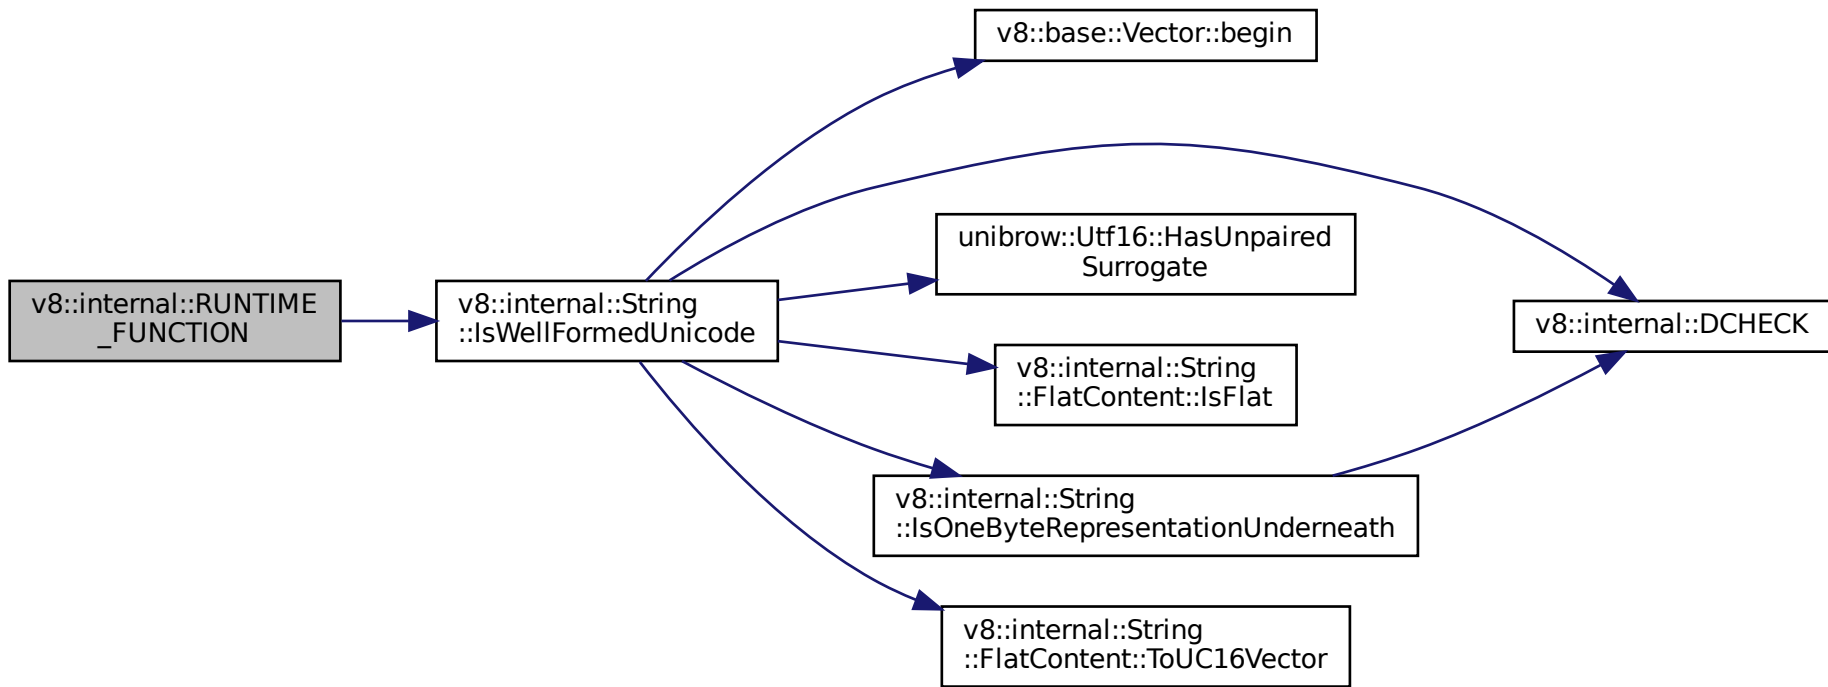 v8::base::Vector::begin
unibrow::Utf16::HasUnpaired
Surrogate
v8::internal::RUNTIME
_FUNCTION
v8::internal::String
::IsWellFormedUnicode
v8::internal::DCHECK
v8::internal::String
::FlatContent::IsFlat
v8::internal::String
::IsOneByteRepresentationUnderneath
v8::internal::String
::FlatContent::ToUC16Vector